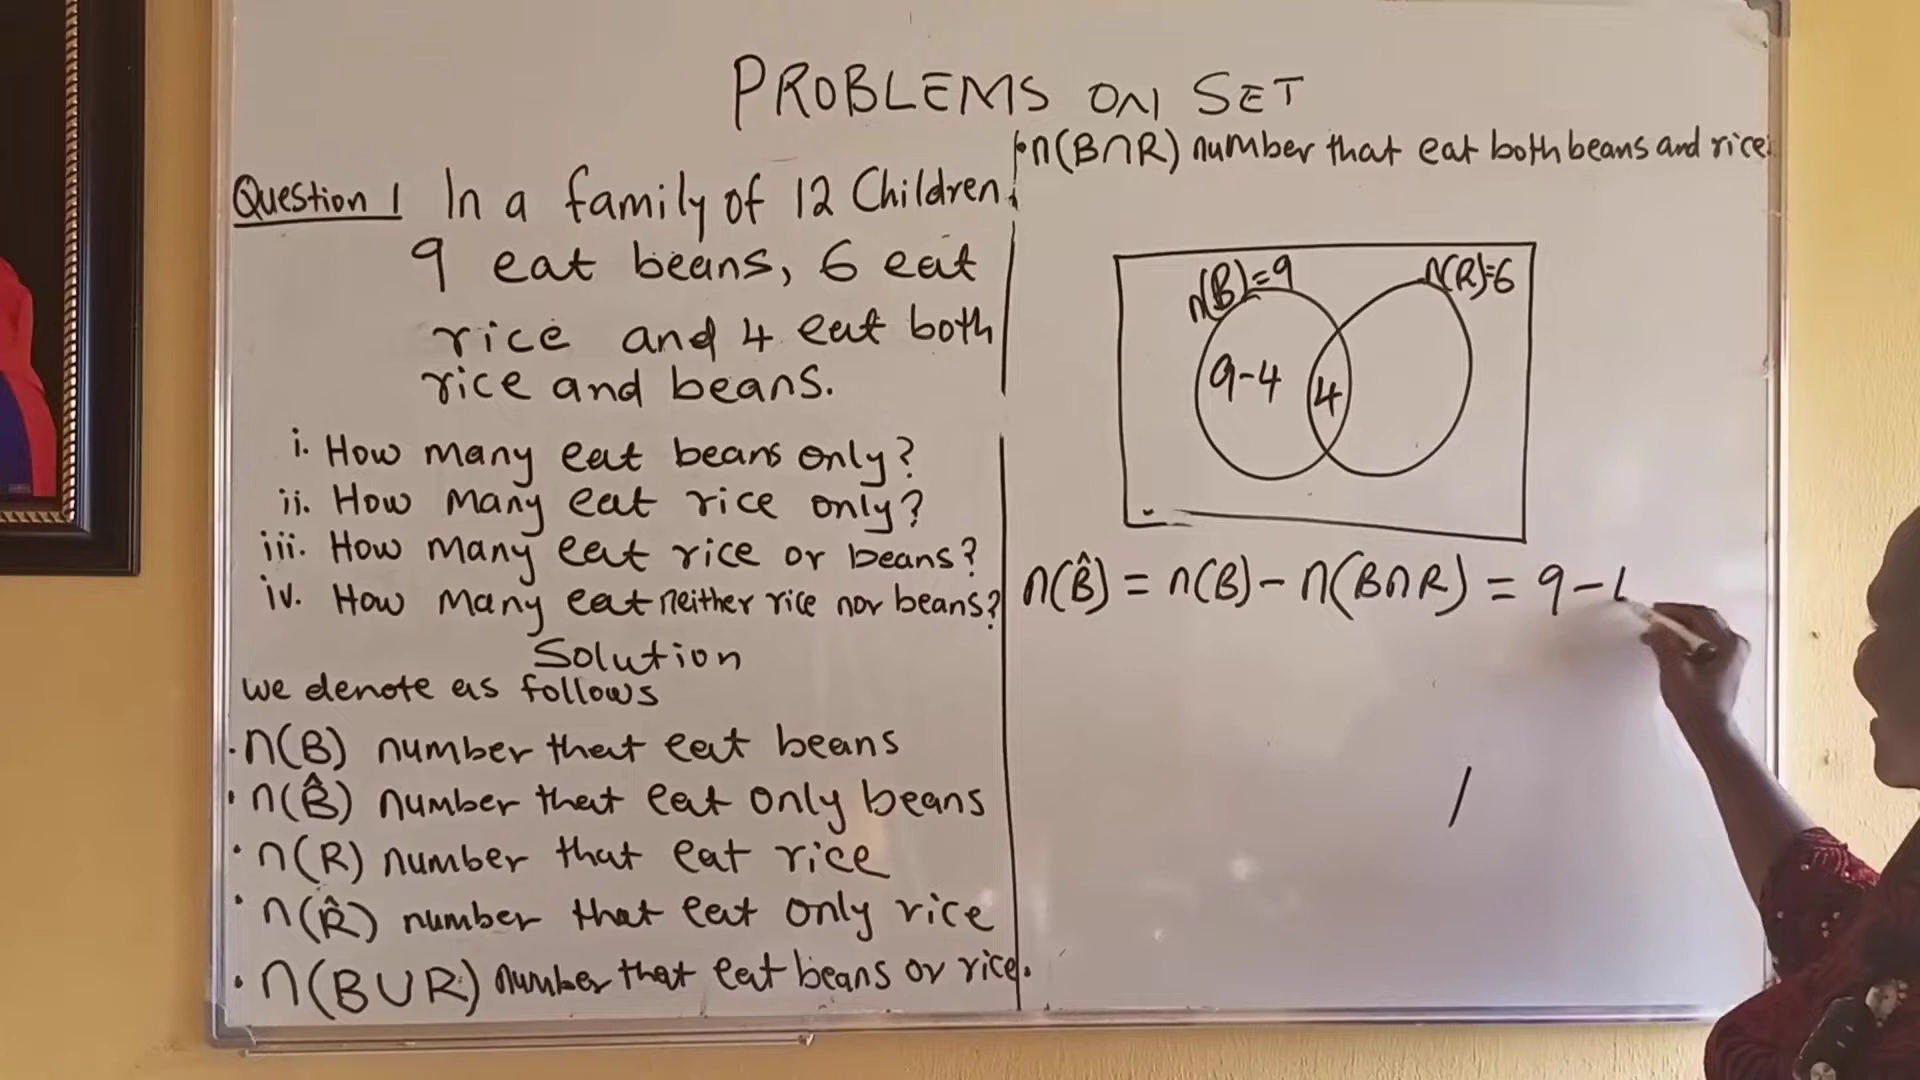 PROBLEMS ON SET
Question 1 In a family of 12 Children,
9 eat beans, 6 eat
rice and 4 eat both
rice and beans.
i. How many eat beans only?
ii. How many eat rice only?
iii. How many eat rice or beans?
iv. How many eat neither rice nor beans?
Solution
we denote as follows
· n(B) number that eat beans
· n(B̂) number that eat only beans
· n(R) number that eat rice
· n(R̂) number that eat only rice
· n(B∪R) number that eat beans or rice.
· n(B∩R) number that eat both beans and rice.
n(B)=9
n(R)=6
9-4
4
n(B̂) = n(B) - n(B∩R) = 9 -